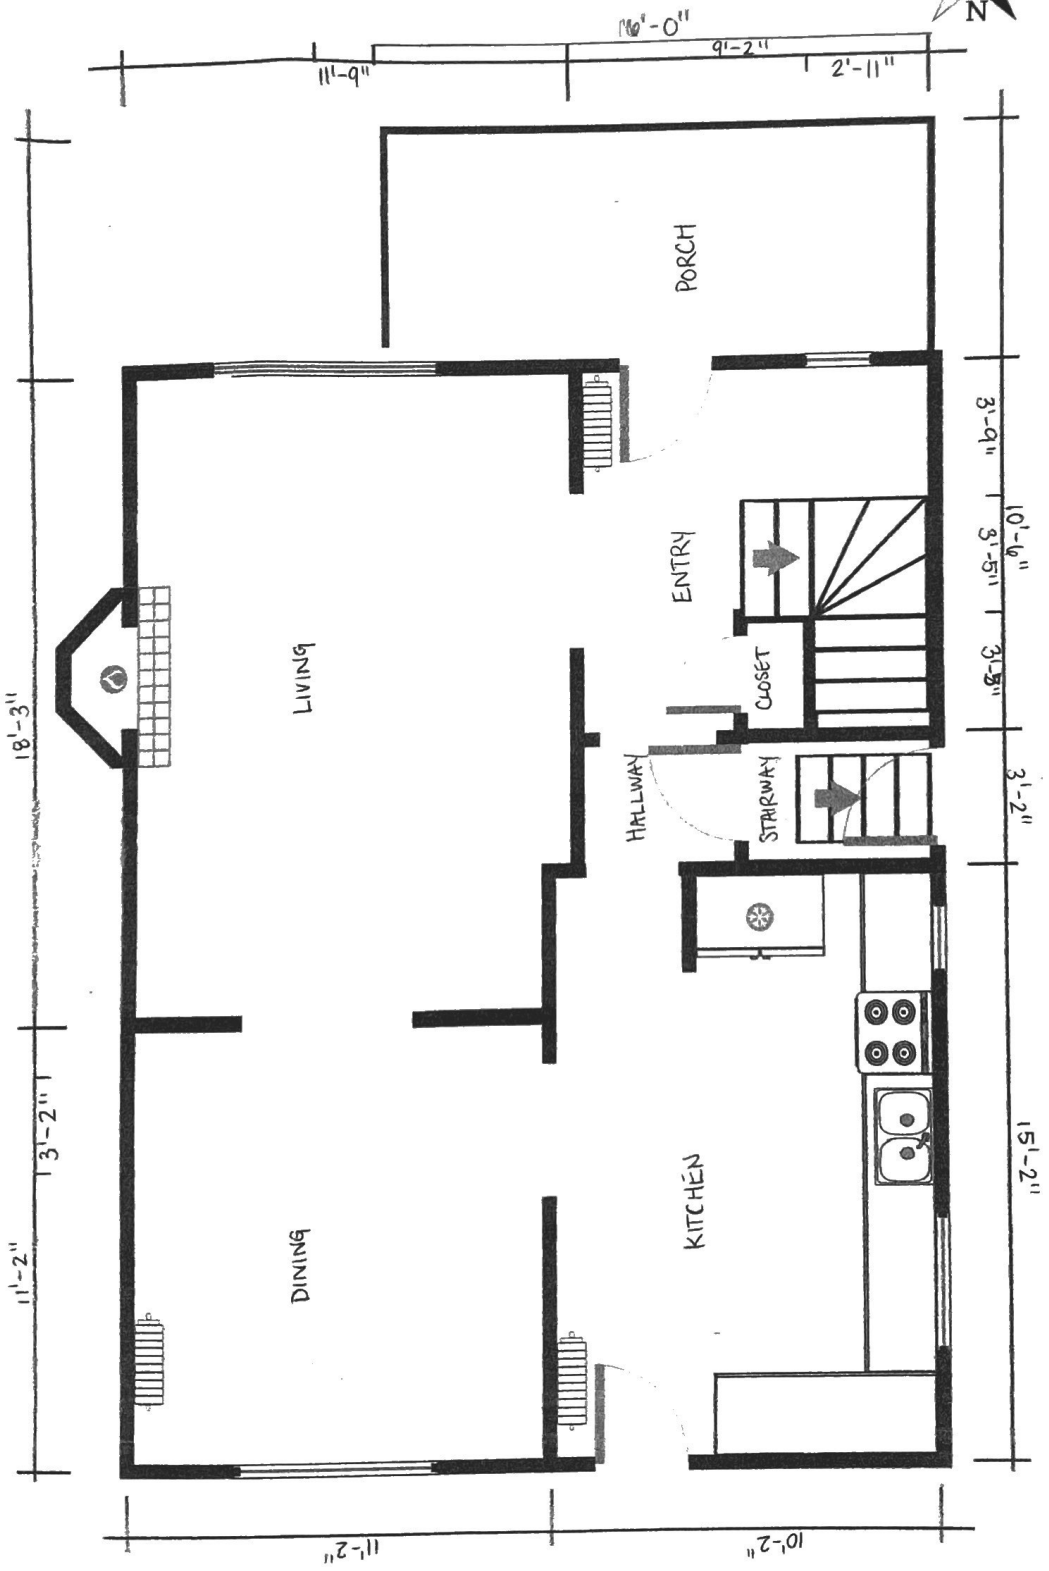 N
16'-0"
9'-2"
11'-9"
2'-11"
PORCH
3'-9"
10'-6"
3'-5"
ENTRY
CLOSET
LIVING
18'-3"
HALLWAY
STAIRWAY
3'-2"
3'-2"
15'-2"
KITCHEN
DINING
11'-2"
11'-2"
10'-2"